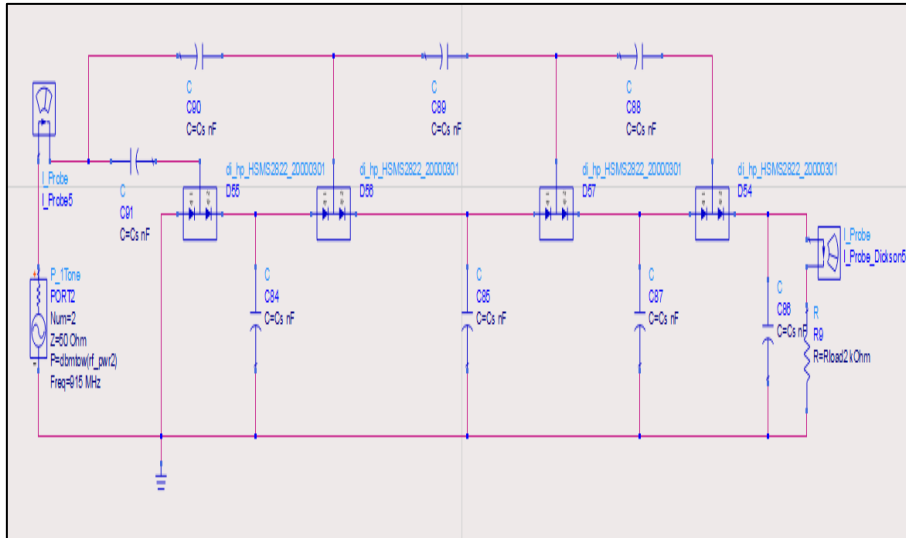 C
C90
C=Cs nF
C
C89
C=Cs nF
C
C88
C=Cs nF
I_Probe
I_Probe5
C
C91
C=Cs nF
di_hp_HSMS2822_20000301
D55
di_hp_HSMS2822_20000301
D56
di_hp_HSMS2822_20000301
D57
di_hp_HSMS2822_20000301
D54
I_Probe
I_Probe_Dickson5
P_1Tone
PORT2
Num=2
Z=50 Ohm
P=dbmtow(rf_pwr2)
Freq=915 MHz
C
C84
C=Cs nF
C
C85
C=Cs nF
C
C87
C=Cs nF
C
C86
C=Cs nF
R
R9
R=Rload2 kOhm